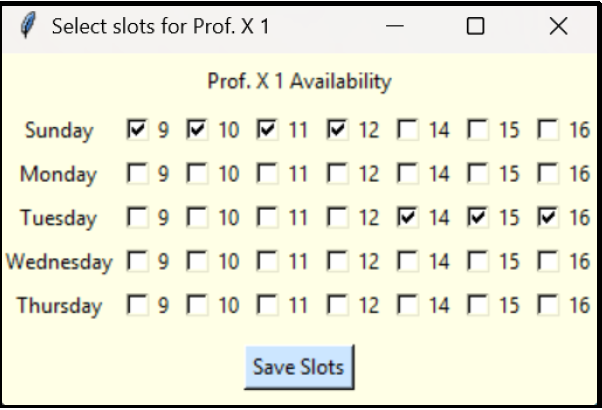 Select slots for Prof. X 1
Prof. X 1 Availability
Sunday 9 10 11 12 14 15 16
Monday 9 10 11 12 14 15 16
Tuesday 9 10 11 12 14 15 16
Wednesday 9 10 11 12 14 15 16
Thursday 9 10 11 12 14 15 16
Save Slots